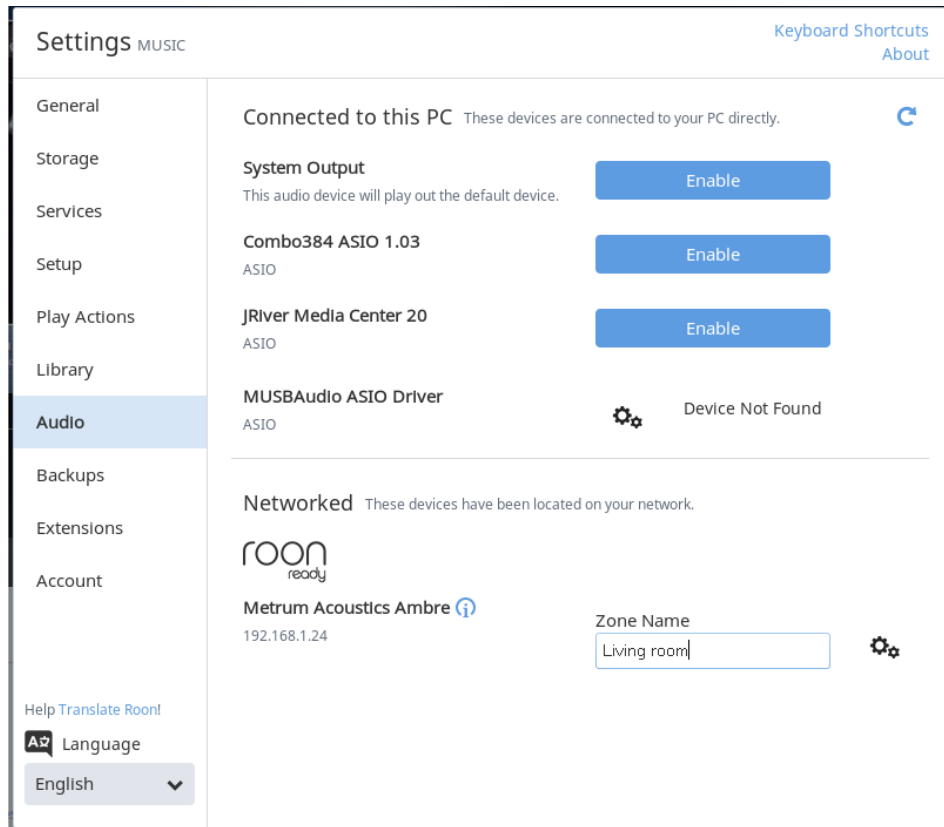 Settings MUSIC
Keyboard Shortcuts
About
General
Storage
Services
Setup
Play Actions
Library
Audio
Backups
Extensions
Account
Help Translate Roon!
A
Language
English
Connected to this PC These devices are connected to your PC directly.
System Output
This audio device will play out the default device.
Enable
Combo384 ASIO 1.03
ASIO
Enable
JRiver Media Center 20
ASIO
Enable
MUSBAudio ASIO Driver
ASIO
Device Not Found
Networked These devices have been located on your network.
roon
ready
Metrum Acoustics Ambre
192.168.1.24
Zone Name
Living room